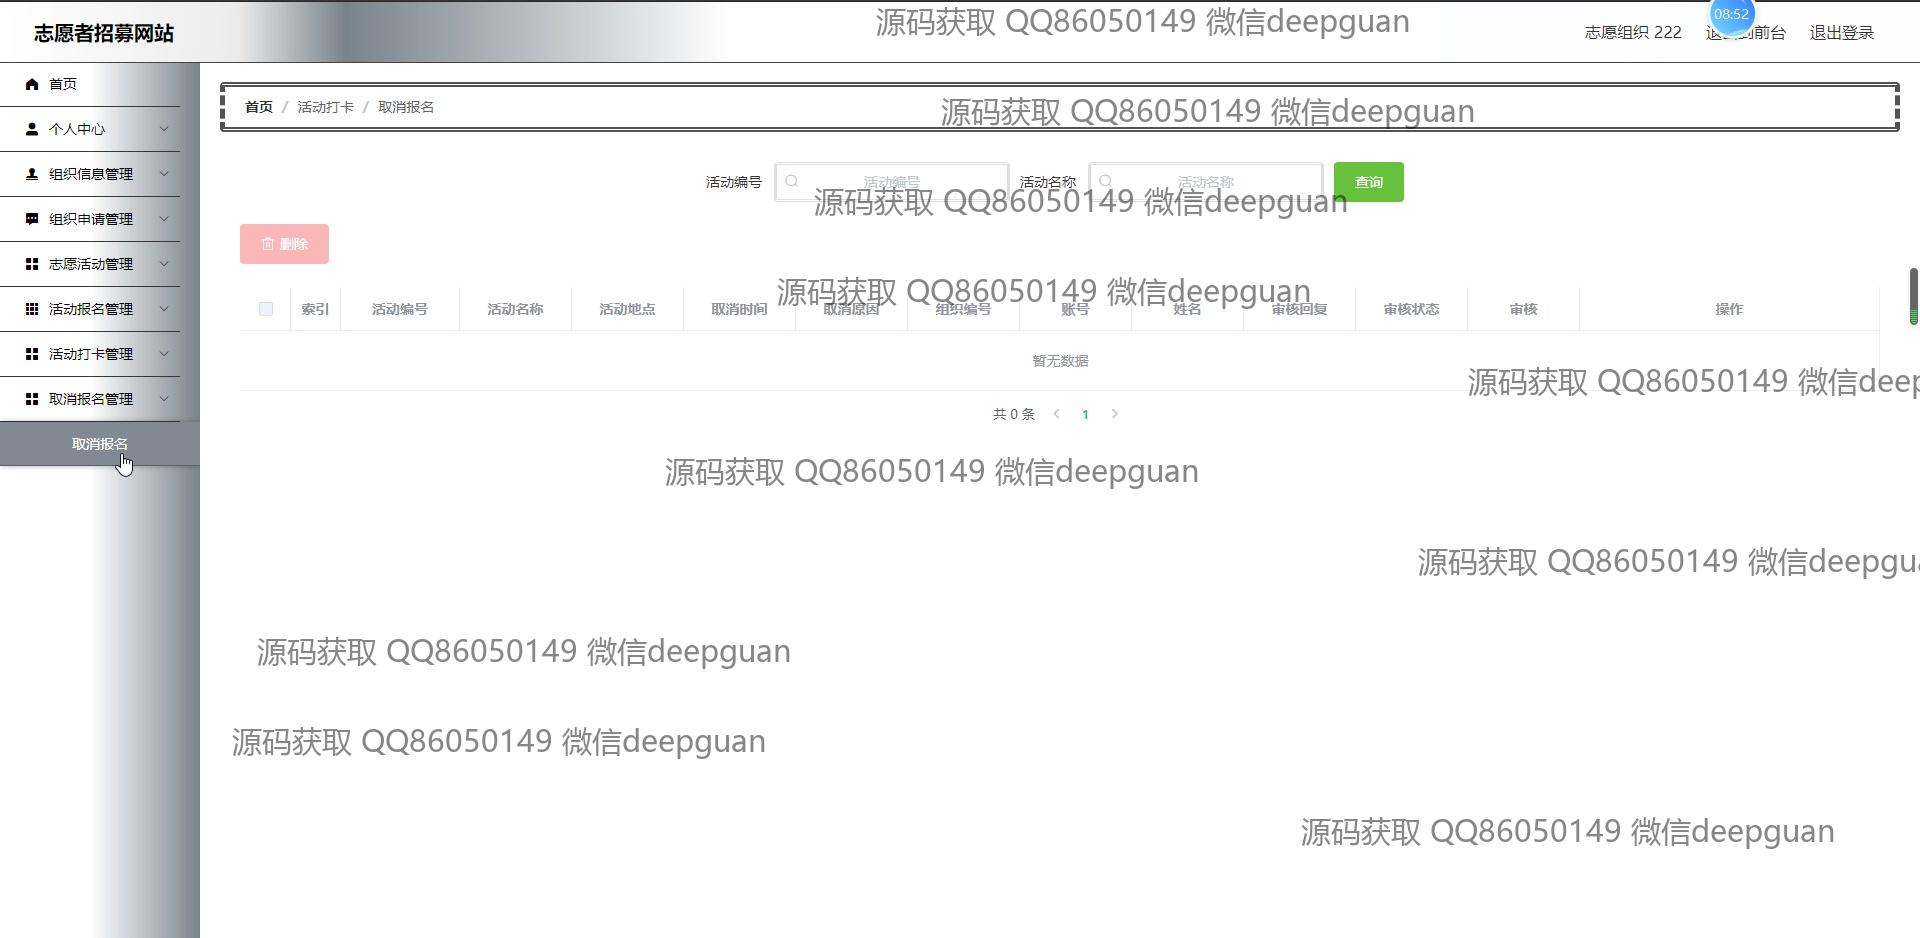 源码获取 QQ86050149 微信deepguan
志愿者招募网站
志愿组织 222
前台
退出登录
08:52
首页
个人中心
组织信息管理
组织申请管理
志愿活动管理
活动报名管理
活动打卡管理
取消报名管理
取消报名
首页 / 活动打卡 / 取消报名
源码获取 QQ86050149 微信deepguan
活动编号 活动编号 活动名称 活动名称 查询
源码获取 QQ86050149 微信deepguan
删除
源码获取 QQ86050149 微信deepguan
索引 活动编号 活动名称 活动地点 取消时间 取消原因 组织编号 账号 姓名 审核回复 审核状态 审核 操作
暂无数据
源码获取 QQ86050149 微信deep
共 0 条 1
源码获取 QQ86050149 微信deepguan
源码获取 QQ86050149 微信deepgu
源码获取 QQ86050149 微信deepguan
源码获取 QQ86050149 微信deepguan
源码获取 QQ86050149 微信deepguan